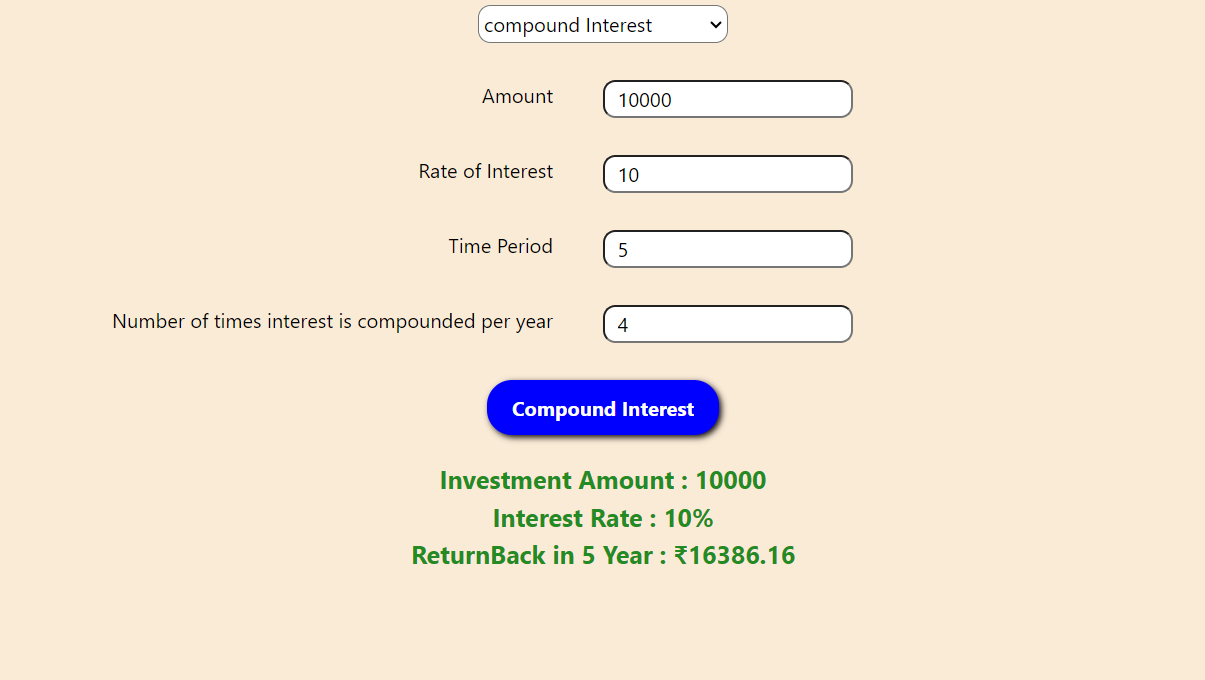 compound Interest
Amount 10000
Rate of Interest 10
Time Period 5
Number of times interest is compounded per year 4
Compound Interest
Investment Amount : 10000
Interest Rate : 10%
ReturnBack in 5 Year : ₹16386.16